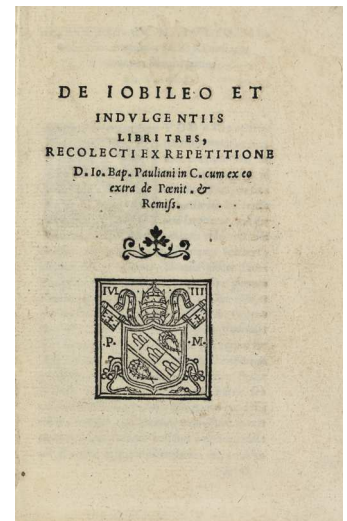 DE IOBILEO ET
INDVLGENTIIS
LIBRI TRES,
RECOLECTI EX REPETITIONE
D. Io. Bap. Pauliani in C. cum ex eo
extra de Pœnit. &
Remiſs.
IVL III
P. M.